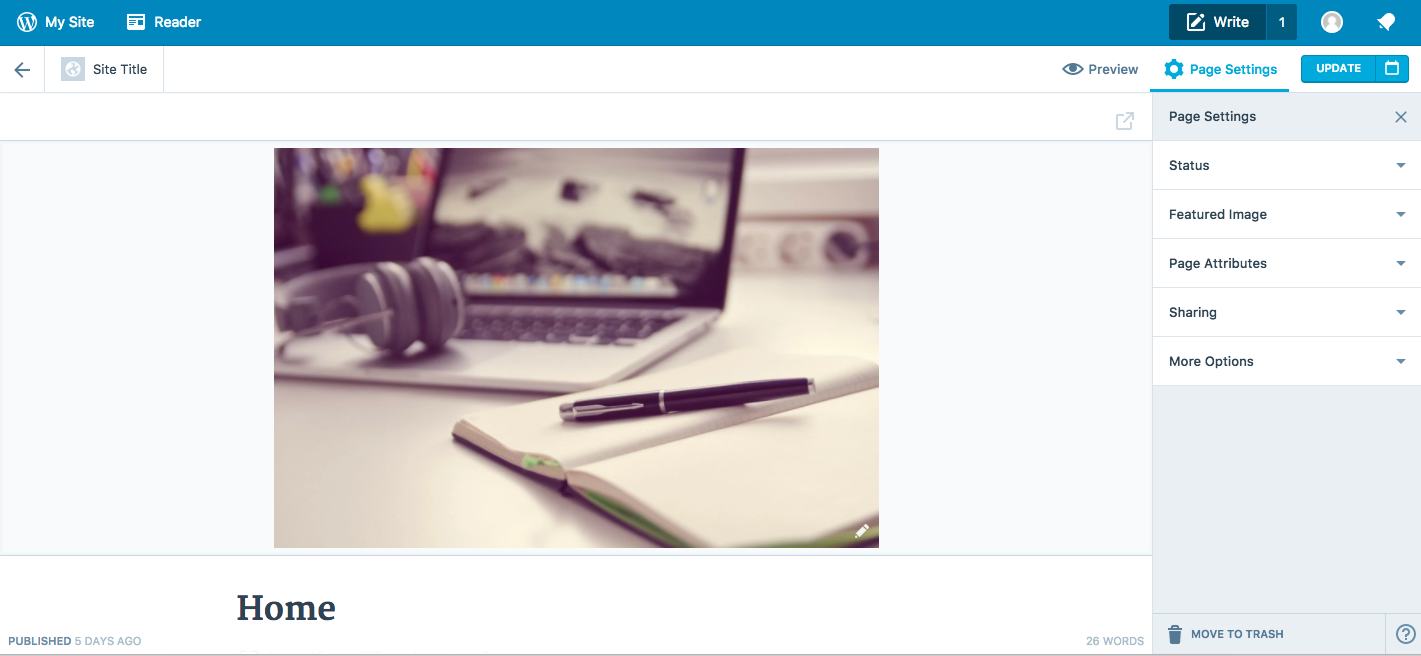 My Site Reader Write 1
Site Title Preview Page Settings UPDATE
Page Settings
Status
Featured Image
Page Attributes
Sharing
More Options
Home
PUBLISHED 5 DAYS AGO 26 WORDS MOVE TO TRASH